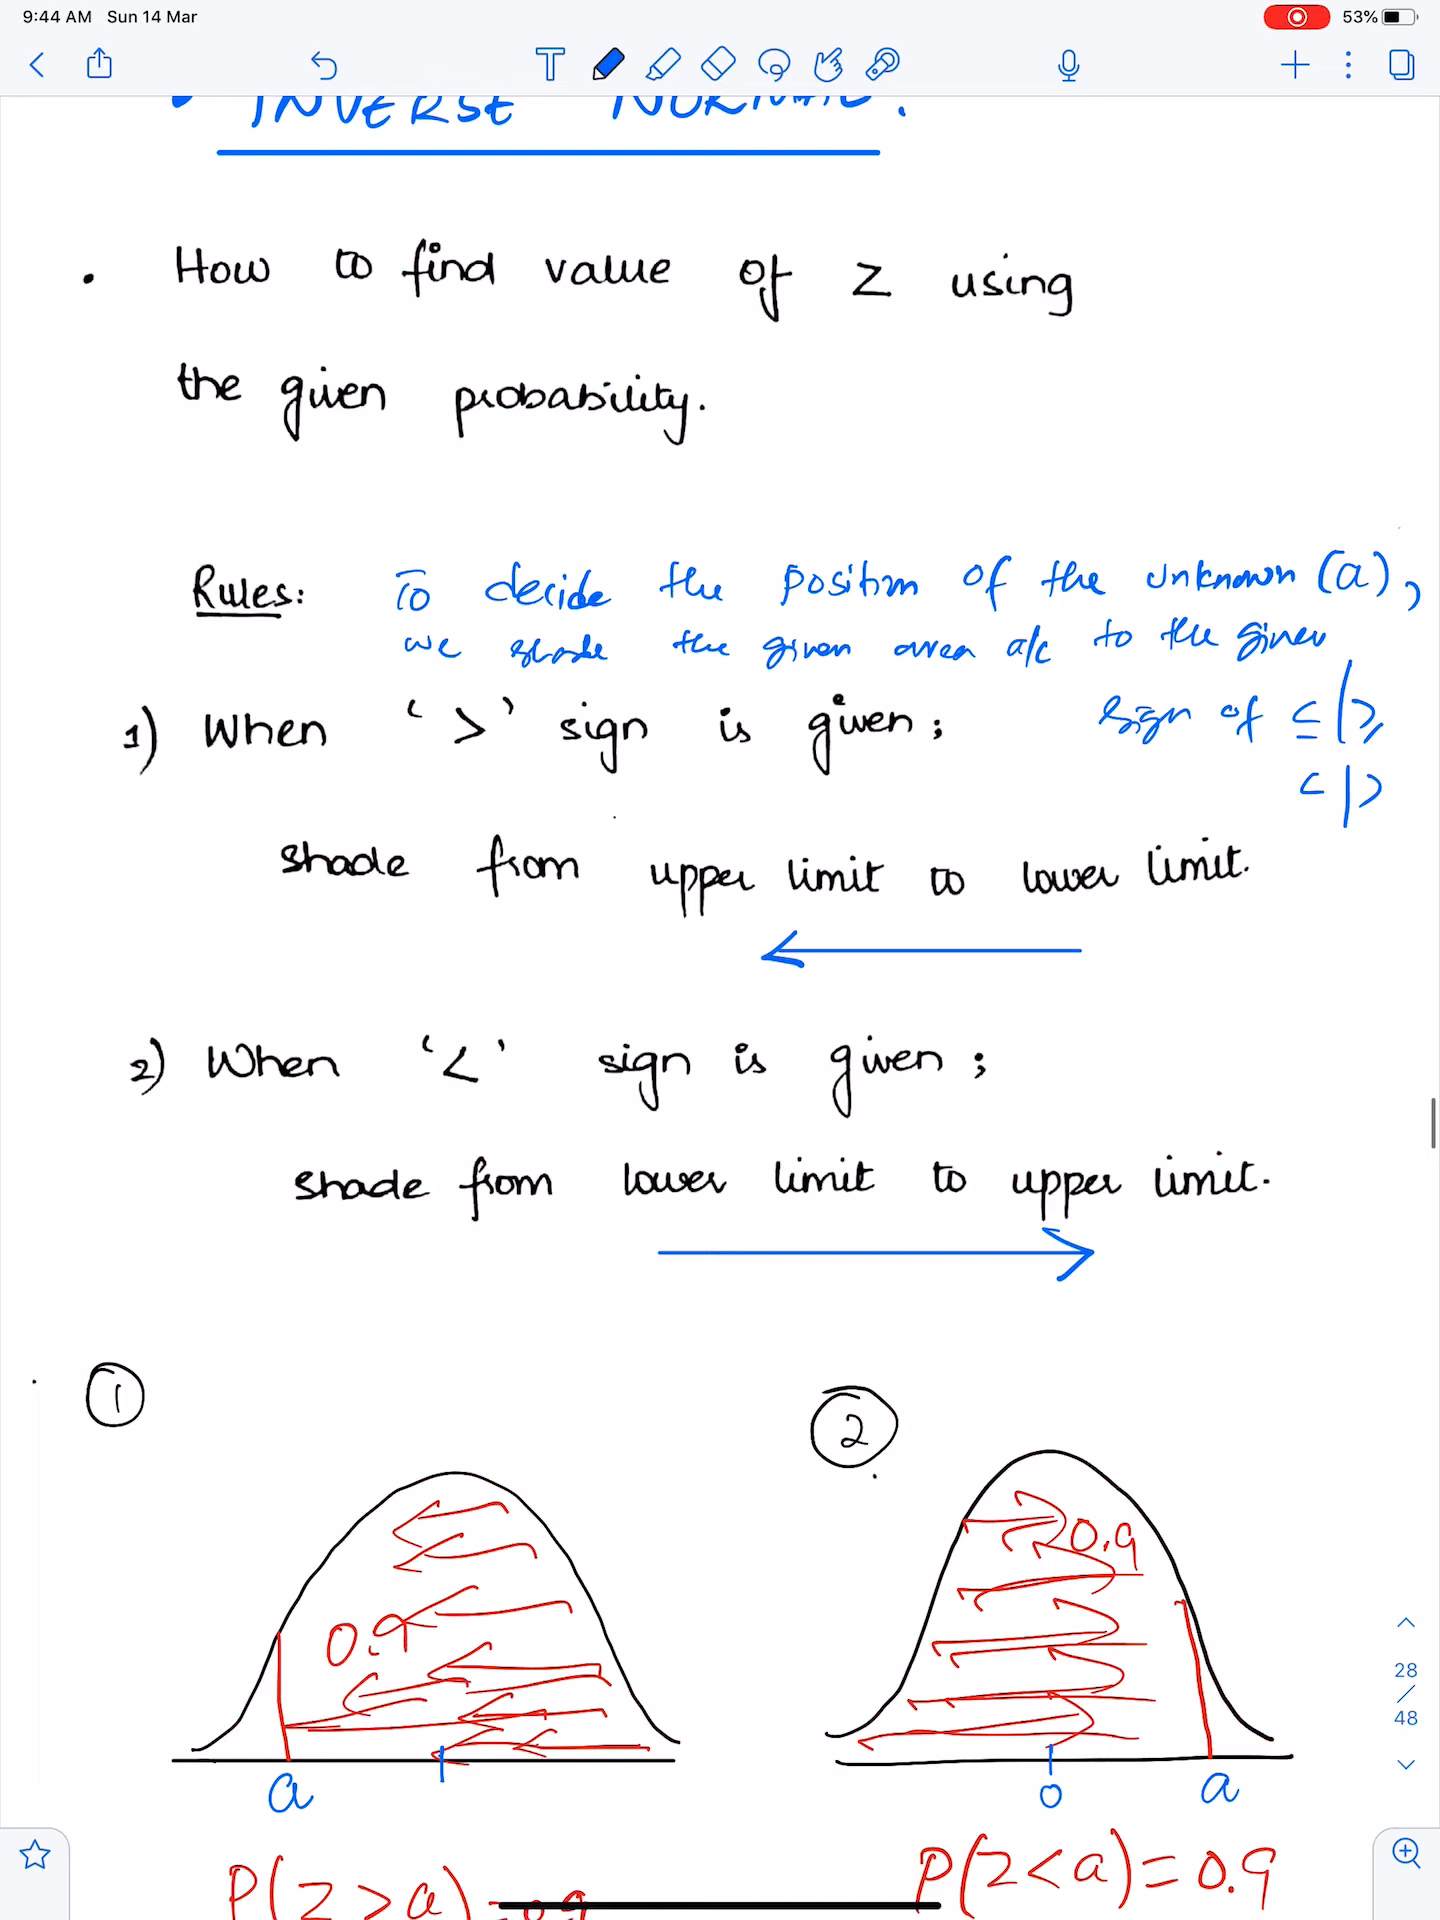 9:44 AM Sun 14 Mar
53%
INVERSE NORMAL.
How to find value of Z using
the given probability.
Rules: To decide the position of the unknown (a),
we shade the given area a/c to the given
sign of ≤ | ≥,
< | >
1) When ‘>’ sign is given;
shade from upper limit to lower limit.
2) When ‘<’ sign is given;
shade from lower limit to upper limit.
1
2
0.9
0.9
a
0
a
28
/
48
P(Z > a) = 0.9
P(Z < a) = 0.9